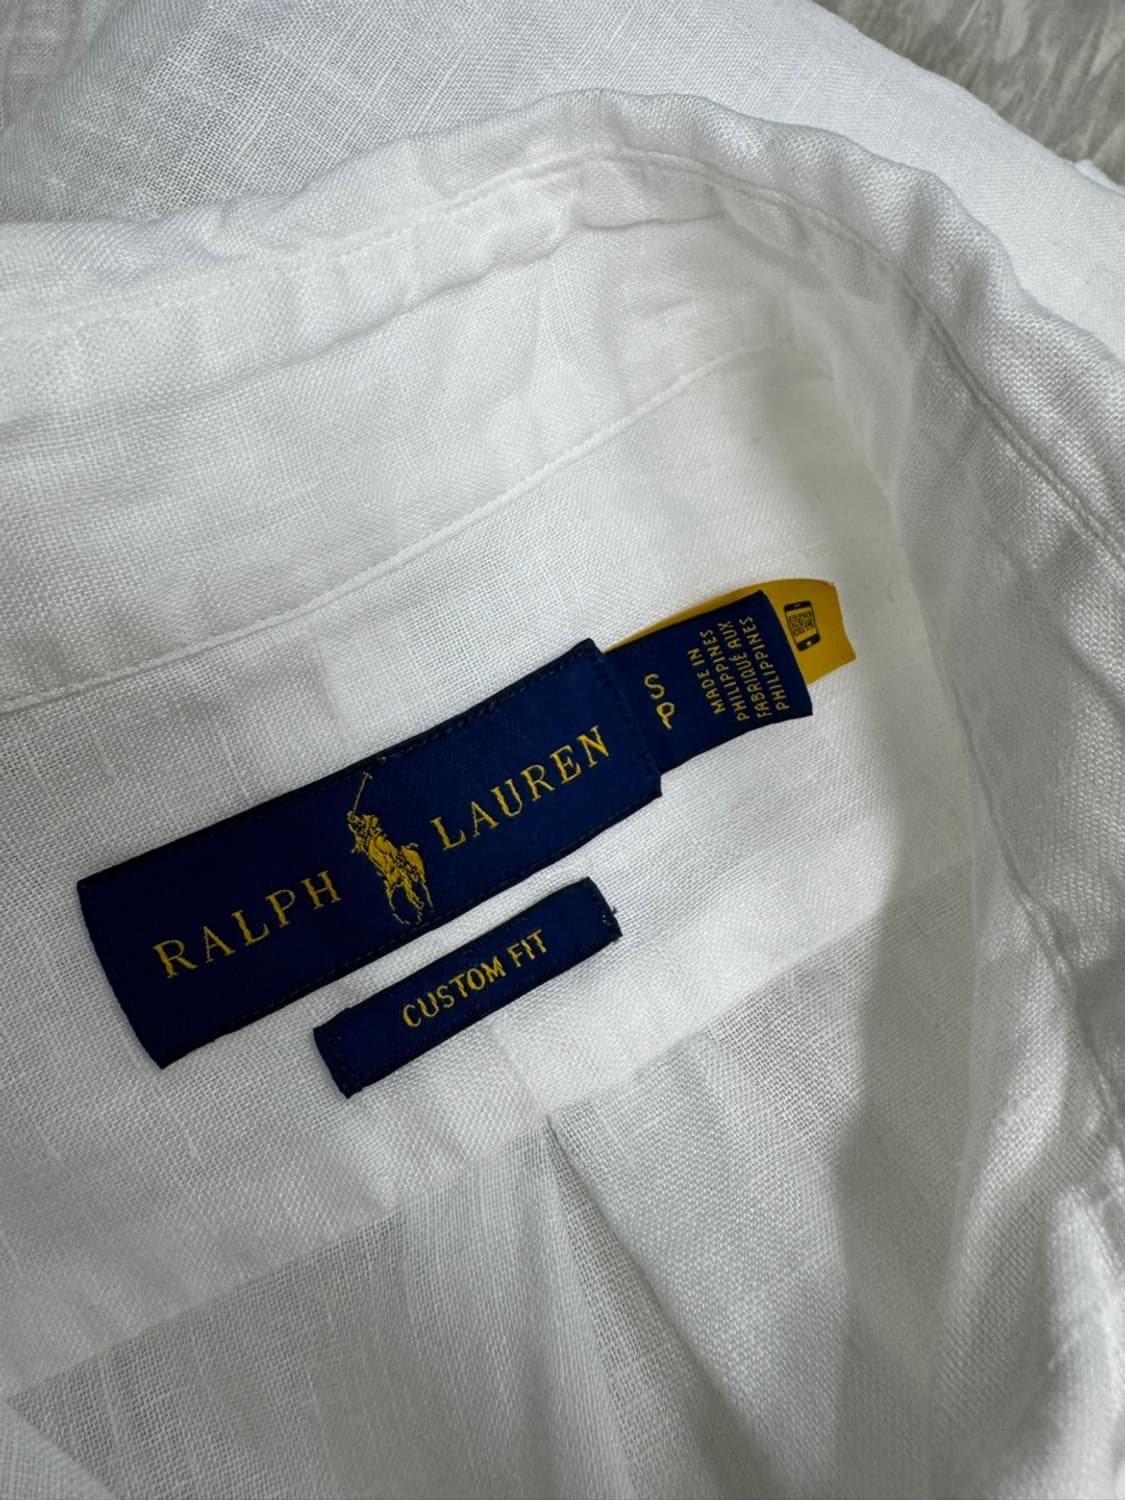 RALPH LAUREN
S
P
MADE IN
PHILIPPINES
FABRIQUÉ AUX
PHILIPPINES
CUSTOM FIT